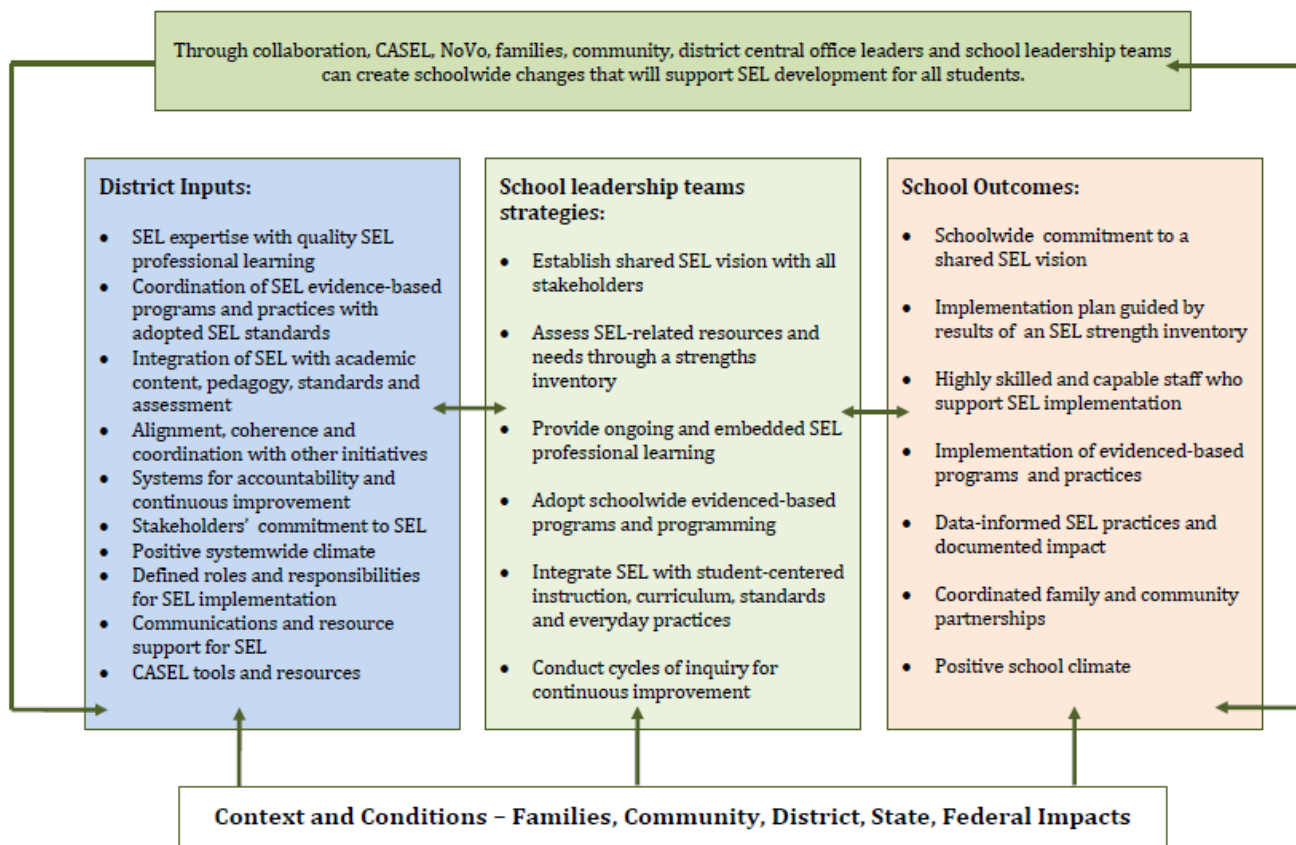 Through collaboration, CASEL, NoVo, families, community, district central office leaders and school leadership teams
can create schoolwide changes that will support SEL development for all students.
District Inputs:
• SEL expertise with quality SEL
professional learning
• Coordination of SEL evidence-based
programs and practices with
adopted SEL standards
• Integration of SEL with academic
content, pedagogy, standards and
assessment
• Alignment, coherence and
coordination with other initiatives
• Systems for accountability and
continuous improvement
• Stakeholders' commitment to SEL
• Positive systemwide climate
• Defined roles and responsibilities
for SEL implementation
• Communications and resource
support for SEL
• CASEL tools and resources
School leadership teams
strategies:
• Establish shared SEL vision with all
stakeholders
• Assess SEL-related resources and
needs through a strengths
inventory
• Provide ongoing and embedded SEL
professional learning
• Adopt schoolwide evidenced-based
programs and programming
• Integrate SEL with student-centered
instruction, curriculum, standards
and everyday practices
• Conduct cycles of inquiry for
continuous improvement
School Outcomes:
• Schoolwide commitment to a
shared SEL vision
• Implementation plan guided by
results of an SEL strength inventory
• Highly skilled and capable staff who
support SEL implementation
• Implementation of evidenced-based
programs and practices
• Data-informed SEL practices and
documented impact
• Coordinated family and community
partnerships
• Positive school climate
Context and Conditions – Families, Community, District, State, Federal Impacts